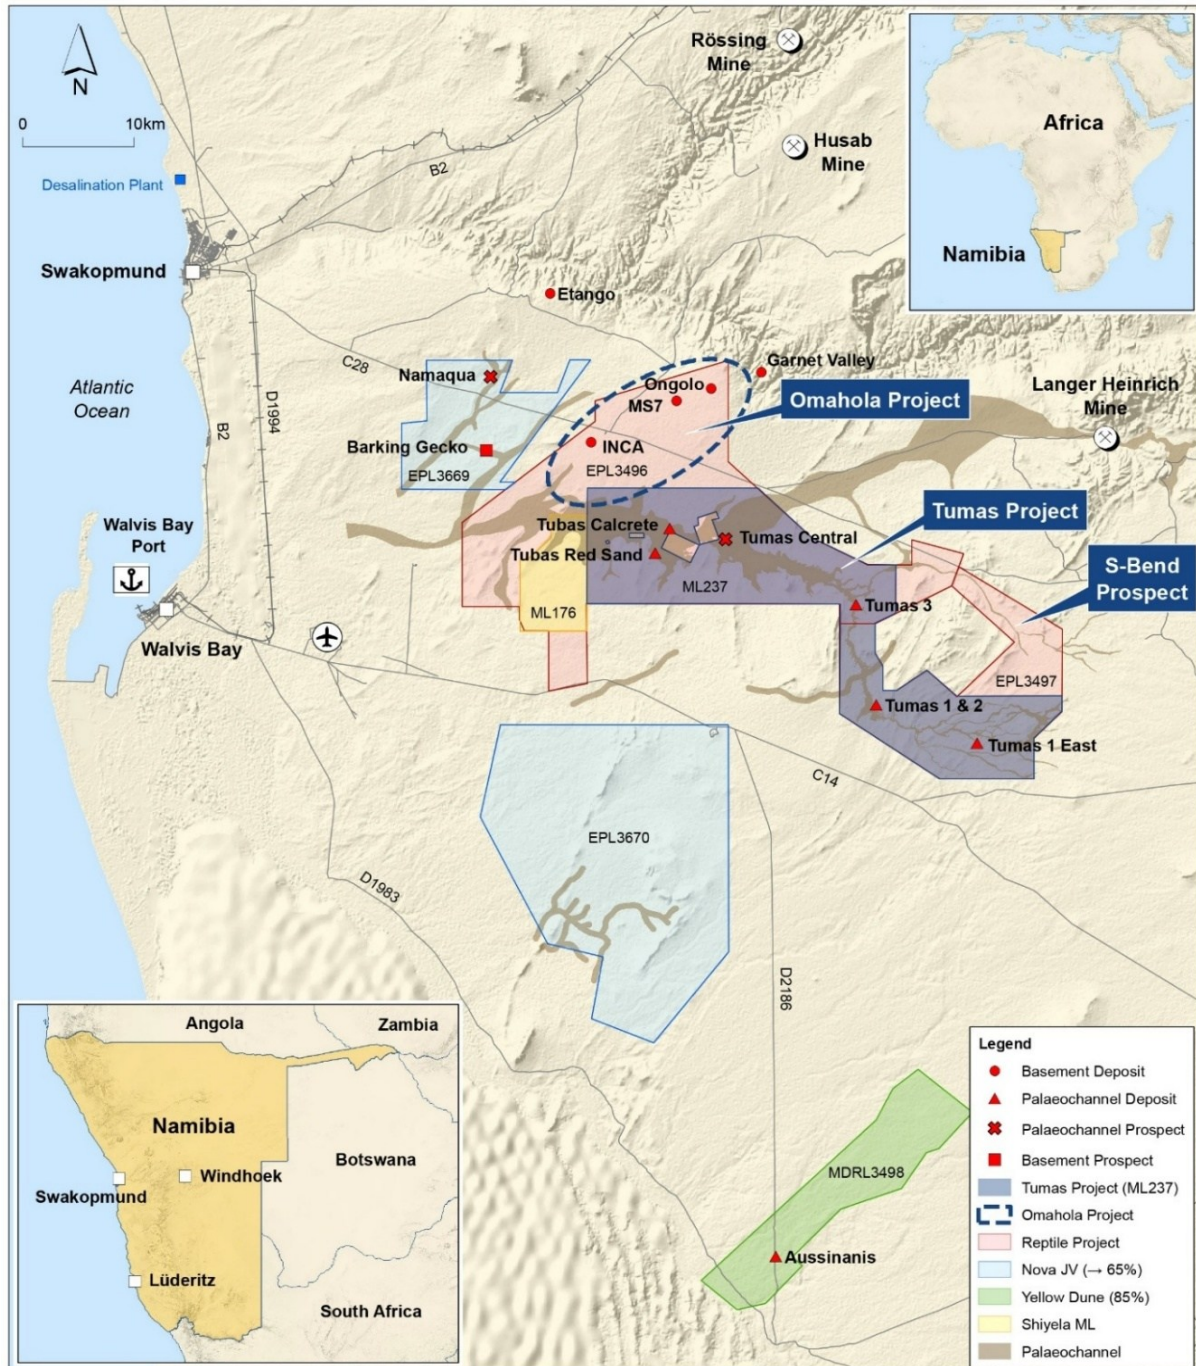 Rössing
Mine
N
0 10km
Africa
Husab
Mine
B2
Desalination Plant
Swakopmund
Namibia
Etango
C28
Garnet Valley
Namaqua
Ongolo
MS7
Omahola Project
Langer Heinrich
Mine
Atlantic
Ocean
B2
D1994
Barking Gecko
INCA
EPL3669
EPL3496
Tumas Project
Walvis Bay
Port
Tubas Calcrete
Tumas Central
Tubas Red Sand
S-Bend
Prospect
ML237
ML176
Tumas 3
Walvis Bay
EPL3497
Tumas 1 & 2
Tumas 1 East
C14
EPL3670
D1983
D2186
Angola
Zambia
Namibia
Windhoek
Botswana
Swakopmund
Lüderitz
South Africa
MDRL3498
Aussinanis
Legend
Basement Deposit
Palaeochannel Deposit
Palaeochannel Prospect
Basement Prospect
Tumas Project (ML237)
Omahola Project
Reptile Project
Nova JV (→ 65%)
Yellow Dune (85%)
Shiyela ML
Palaeochannel